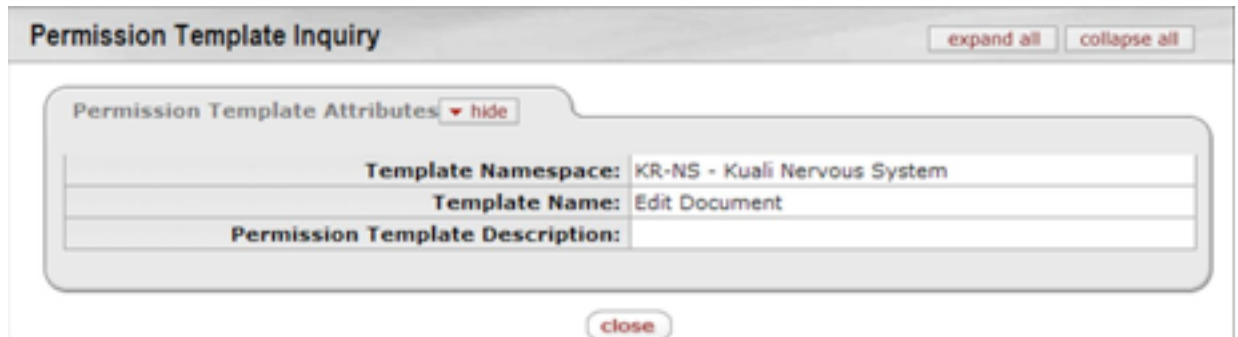 Permission Template Inquiry expand all collapse all
Permission Template Attributes hide
Template Namespace: KR-NS - Kuali Nervous System
Template Name: Edit Document
Permission Template Description:
close